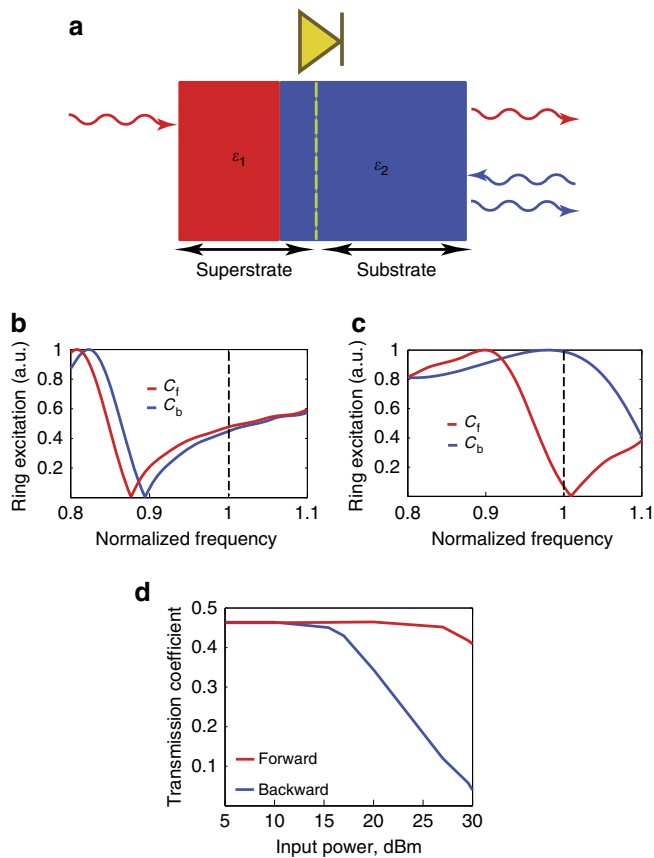 a
ε1
ε2
Superstrate
Substrate
b
Ring excitation (a.u.)
1
0.8
0.6
0.4
0.2
Cf
Cb
0.8
0.9
1
1.1
Normalized frequency
c
Ring excitation (a.u.)
1
0.8
0.6
0.4
0.2
Cf
Cb
0.8
0.9
1
1.1
Normalized frequency
d
Transmission coefficient
0.5
0.4
0.3
0.2
0.1
Forward
Backward
5
10
15
20
25
30
Input power, dBm